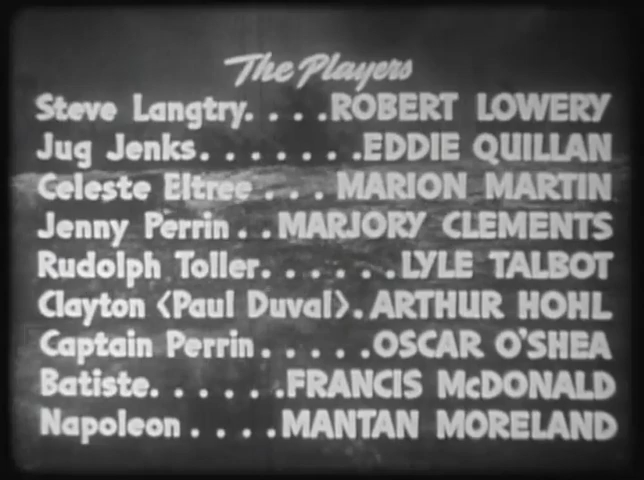 The Players
Steve Langtry. . . .ROBERT LOWERY
Jug Jenks. . . . . . .EDDIE QUILLAN
Celeste Eltree . . . MARION MARTIN
Jenny Perrin . . MARJORY CLEMENTS
Rudolph Toller. . . . . .LYLE TALBOT
Clayton <Paul Duval>. .ARTHUR HOHL
Captain Perrin . . . . .OSCAR O'SHEA
Batiste. . . . . . .FRANCIS McDONALD
Napoleon . . . . MANTAN MORELAND